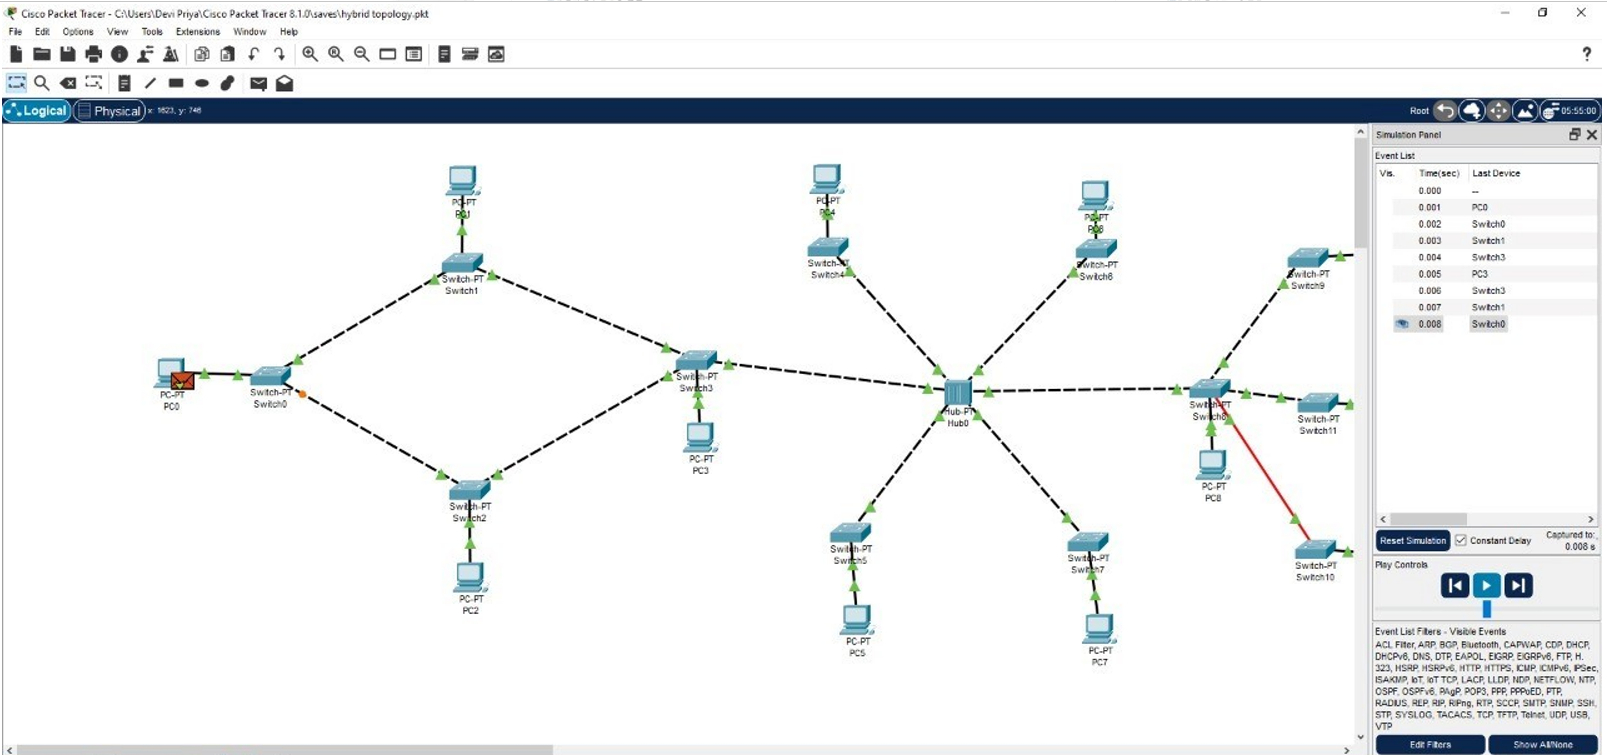 Cisco Packet Tracer - C:\Users\Devi Priya\Cisco Packet Tracer 8.1.0\saves\hybrid topology.pkt
File Edit Options View Tools Extensions Window Help
?
Logical Physical x: 1623, y: 746 Root 05:55:00
PC-PT
PC1
Switch-PT
Switch1
PC-PT
PC0
Switch-PT
Switch0
Switch-PT
Switch2
PC-PT
PC2
Switch-PT
Switch3
PC-PT
PC3
PC-PT
PC4
Switch-PT
Switch4
PC-PT
PC6
Switch-PT
Switch6
Hub-PT
Hub0
Switch-PT
Switch5
PC-PT
PC5
Switch-PT
Switch7
PC-PT
PC7
Switch-PT
Switch9
Switch-PT
Switch8
PC-PT
PC8
Switch-PT
Switch11
Switch-PT
Switch10
Simulation Panel
Event List
Vis. Time(sec) Last Device
0.000 --
0.001 PC0
0.002 Switch0
0.003 Switch1
0.004 Switch3
0.005 PC3
0.006 Switch3
0.007 Switch1
0.008 Switch0
Reset Simulation Constant Delay Captured to:
0.008 s
Play Controls
Event List Filters - Visible Events
ACL Filter, ARP, BGP, Bluetooth, CAPWAP, CDP, DHCP,
DHCPv6, DNS, DTP, EAPOL, EIGRP, EIGRPv6, FTP, H.
323, HSRP, HSRPv6, HTTP, HTTPS, ICMP, ICMPv6, IPSec,
ISAKMP, IoT, IoT TCP, LACP, LLDP, NDP, NETFLOW, NTP,
OSPF, OSPFv6, PAgP, POP3, PPP, PPPoED, PTP,
RADIUS, REP, RIP, RIPng, RTP, SCCP, SMTP, SNMP, SSH,
STP, SYSLOG, TACACS, TCP, TFTP, Telnet, UDP, USB,
VTP
Edit Filters Show All/None